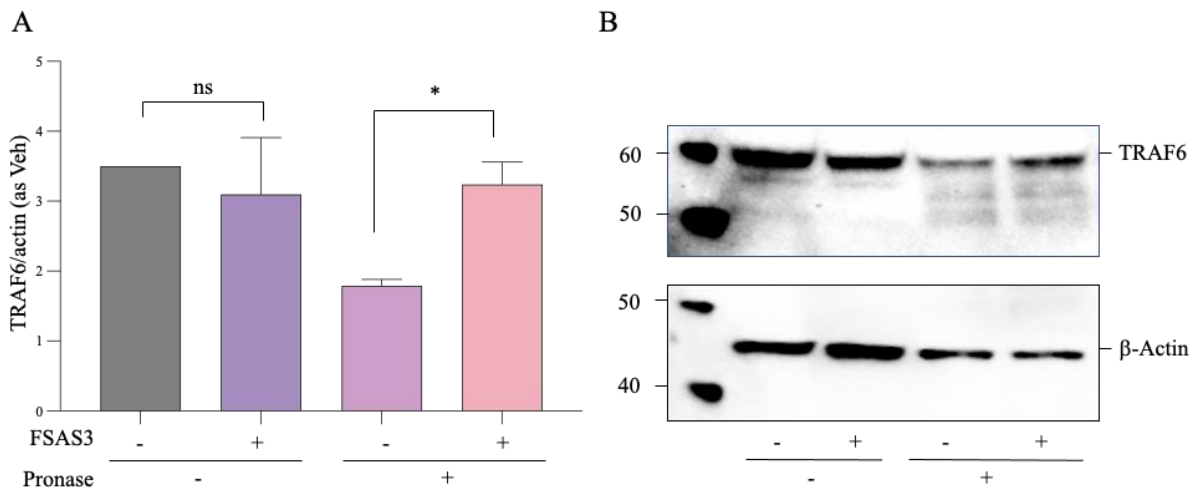 A
B
TRAF6/actin (as Veh)
5
4
3
2
1
0
ns
*
FSAS3
- + - +
Pronase
- +
60
50
TRAF6
50
40
β-Actin
- + - +
- +